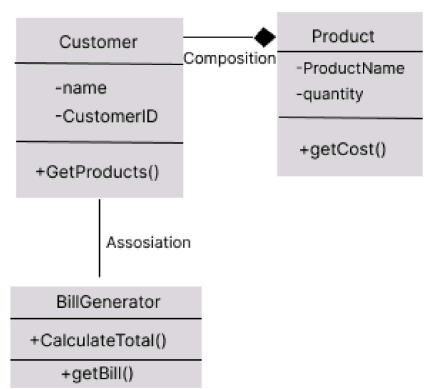 Customer
-name
-CustomerID
+GetProducts()
Composition
Product
-ProductName
-quantity
+getCost()
Assosiation
BillGenerator
+CalculateTotal()
+getBill()